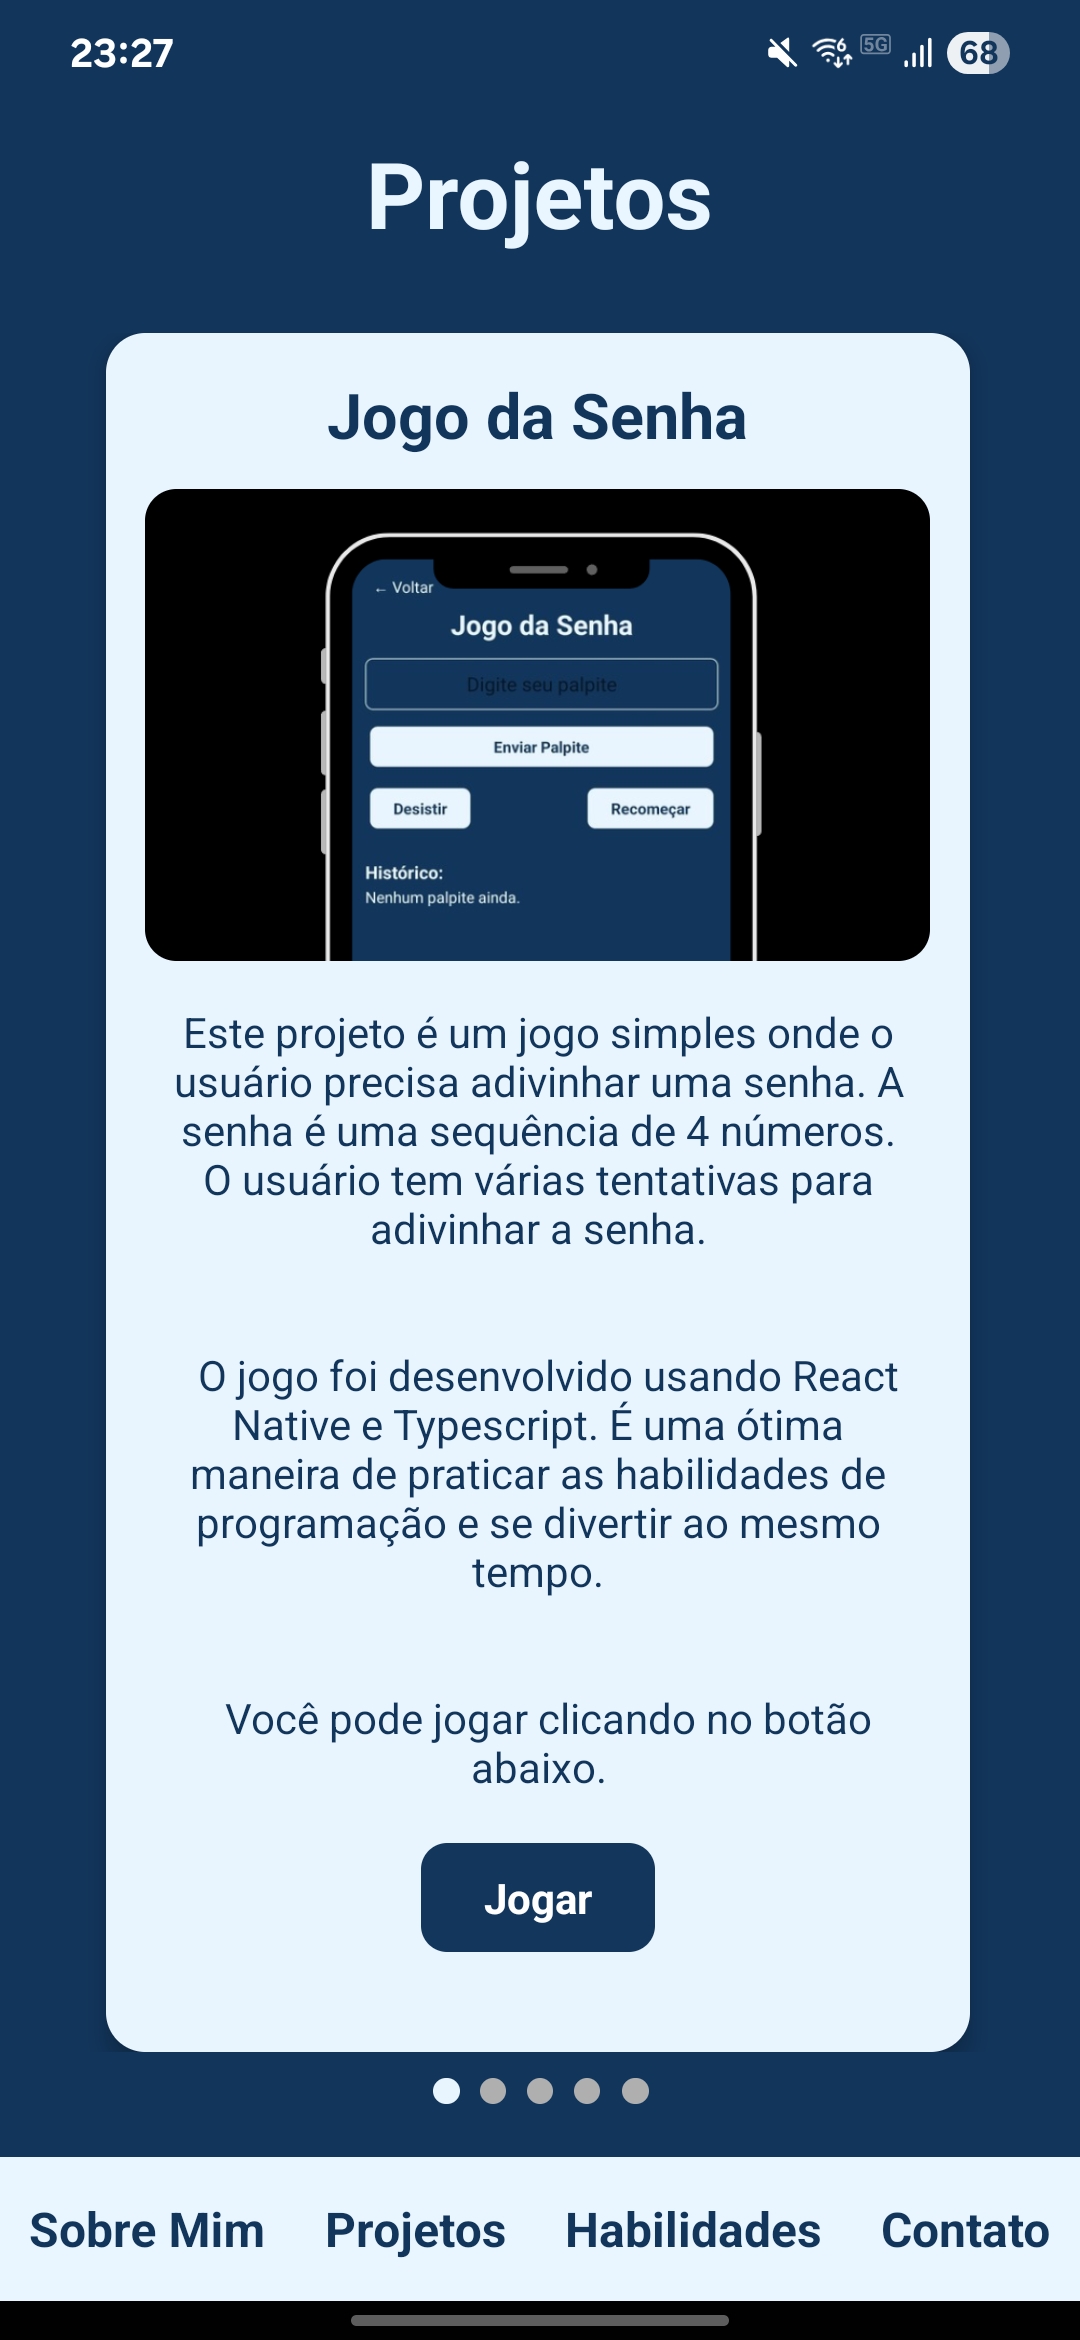 23:27
6
5G
68
Projetos
Jogo da Senha
← Voltar
Jogo da Senha
Digite seu palpite
Enviar Palpite
Desistir Recomeçar
Histórico:
Nenhum palpite ainda.
Este projeto é um jogo simples onde o
usuário precisa adivinhar uma senha. A
senha é uma sequência de 4 números.
O usuário tem várias tentativas para
adivinhar a senha.
O jogo foi desenvolvido usando React
Native e Typescript. É uma ótima
maneira de praticar as habilidades de
programação e se divertir ao mesmo
tempo.
Você pode jogar clicando no botão
abaixo.
Jogar
Sobre Mim Projetos Habilidades Contato